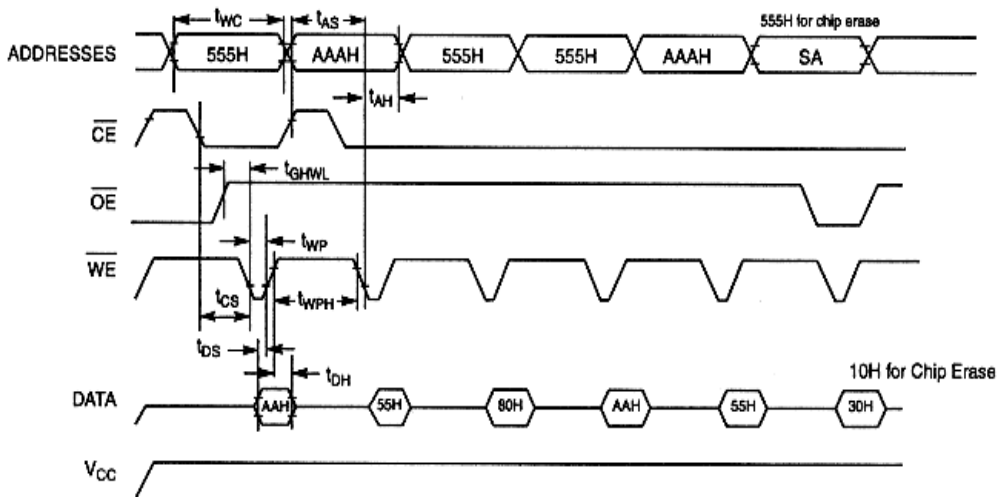 tWC
tAS
555H for chip erase
ADDRESSES
555H
AAAH
555H
555H
AAAH
SA
tAH
CE
tGHWL
OE
tWP
WE
tCS
tWPH
tDS
tDH
10H for Chip Erase
DATA
AAH
55H
80H
AAH
55H
30H
VCC